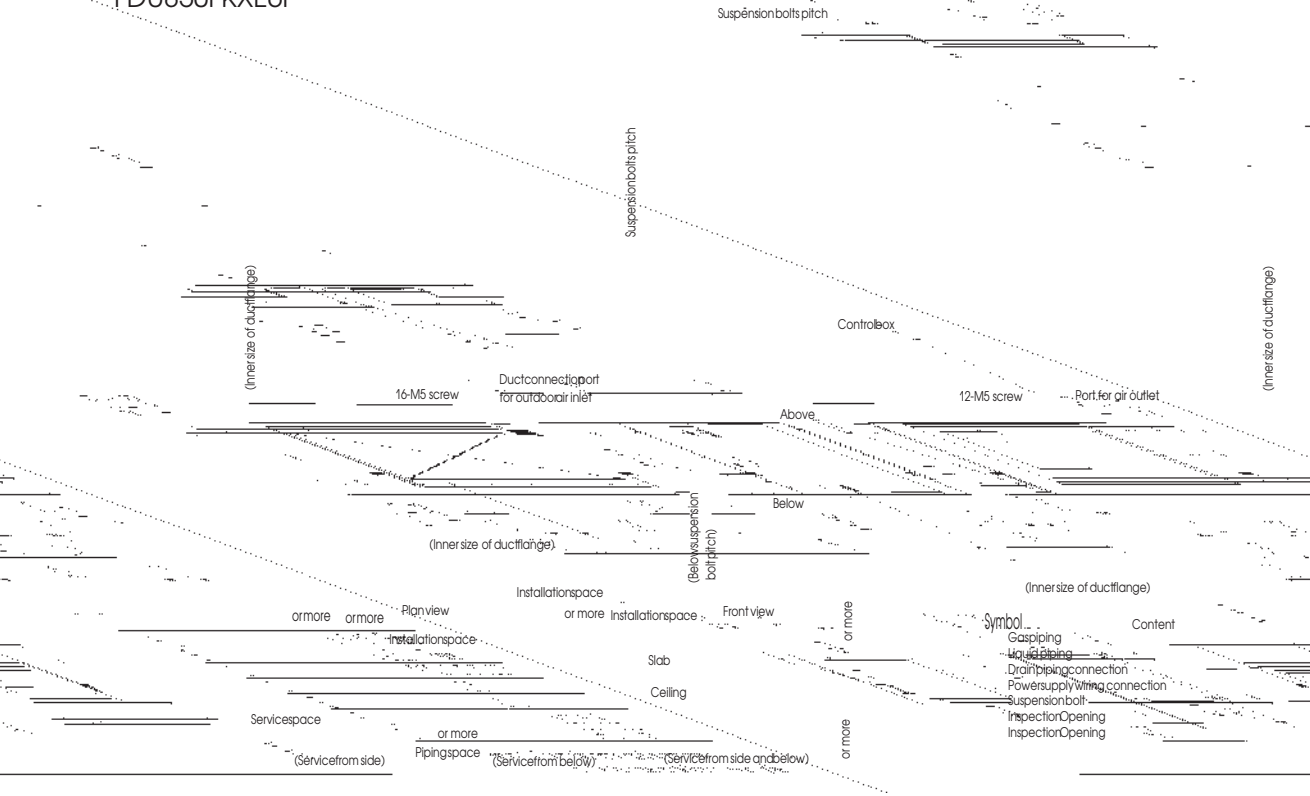 Suspension bolts pitch
Suspension bolts pitch
(Inner size of duct flange)
(Inner size of duct flange)
Control box
Duct connection port
for outdoor air inlet
16-M5 screw
12-M5 screw
Port for air outlet
Above
Below
(Inner size of duct flange)
(Below suspension
bolt pitch)
(Inner size of duct flange)
Installation space
or more
or more
Plan view
or more
Installation space
Front view
or more
Symbol
Content
Installation space
Gas piping
Liquid piping
Slab
Drain piping connection
Power supply wiring connection
Ceiling
Suspension bolt
Service space
Inspection Opening
or more
or more
Inspection Opening
Piping space
(Service from side)
(Service from below)
(Service from side and below)